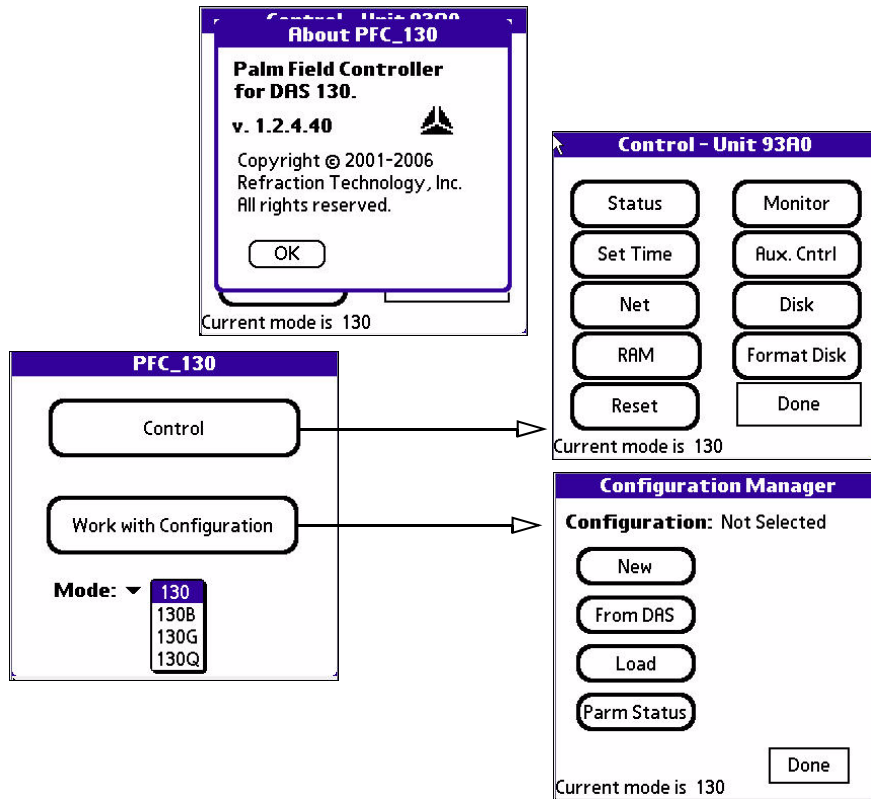 Control - Unit 93A0
About PFC_130
Palm Field Controller
for DAS 130.
v. 1.2.4.40
Copyright © 2001-2006
Refraction Technology, Inc.
All rights reserved.
OK
Current mode is 130
Control - Unit 93A0
Status
Monitor
Set Time
Aux. Cntrl
Net
Disk
RAM
Format Disk
Reset
Done
Current mode is 130
PFC_130
Control
Work with Configuration
Mode:
130
130B
130G
130Q
Configuration Manager
Configuration: Not Selected
New
From DAS
Load
Parm Status
Done
Current mode is 130